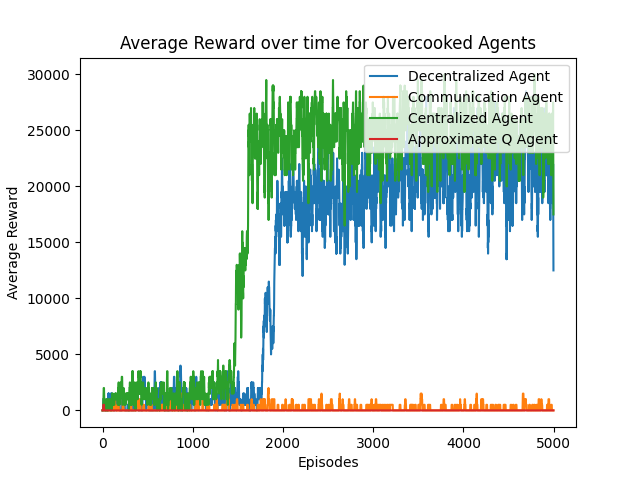 Average Reward over time for Overcooked Agents
30000
25000
20000
15000
10000
5000
0
Average Reward
Decentralized Agent
Communication Agent
Centralized Agent
Approximate Q Agent
0 1000 2000 3000 4000 5000
Episodes